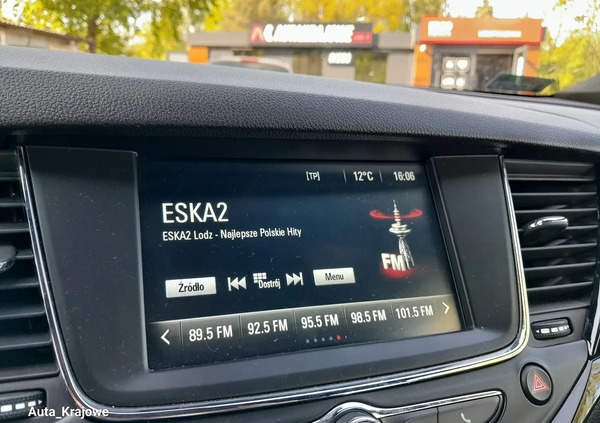 [TP] 12°C 16:06
ESKA2
ESKA2 Lodz - Najlepsze Polskie Hity
FM
Źródło Dostrój Menu
89.5 FM 92.5 FM 95.5 FM 98.5 FM 101.5 FM
Auta_Krajowe